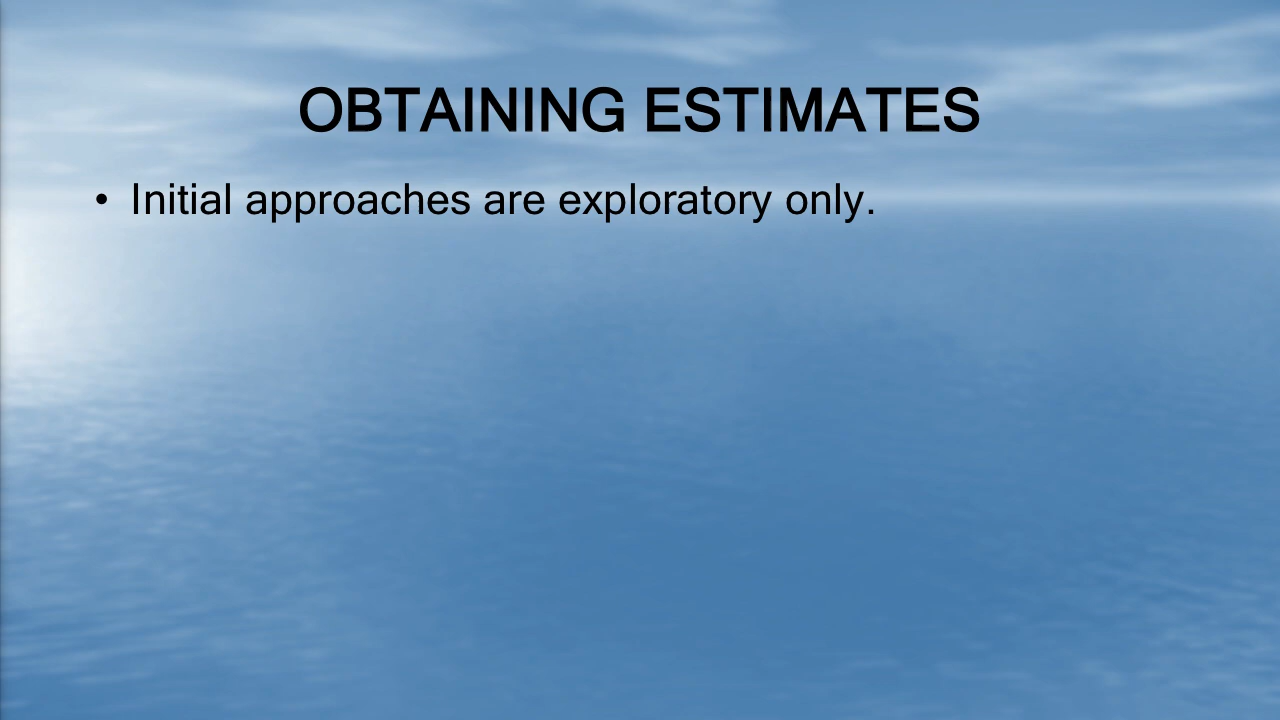 OBTAINING ESTIMATES
• Initial approaches are exploratory only.